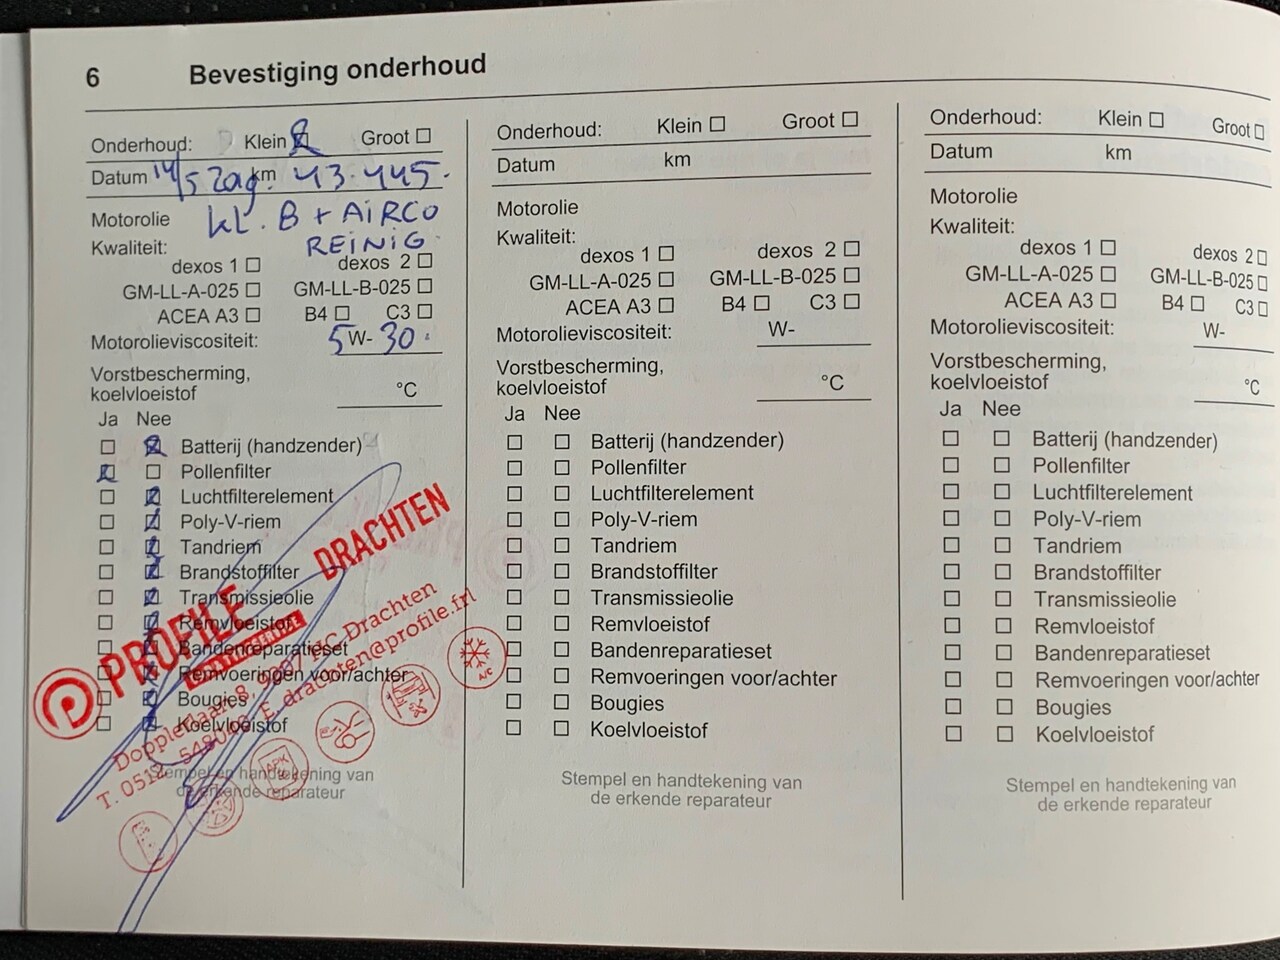 6 Bevestiging onderhoud
Onderhoud: Klein Groot
Datum 14/5 km 43.445.
Motorolie kl. B + AIRCO
Kwaliteit: REINIG.
dexos 1 dexos 2
GM-LL-A-025 GM-LL-B-025
ACEA A3 B4 C3
Motorolieviscositeit: 5W-30.
Vorstbescherming,
koelvloeistof °C
Ja Nee
Batterij (handzender)
Pollenfilter
Luchtfilterelement
Poly-V-riem
Tandriem
Brandstoffilter
Transmissieolie
Remvloeistof
Bandenreparatieset
Remvoeringen voor/achter
Bougies
Koelvloeistof
Stempel en handtekening van
de erkende reparateur
PROFILE DRACHTEN
Drachten
E. drachten@profile.frl
APK
A/C
Onderhoud: Klein Groot
Datum km
Motorolie
Kwaliteit:
dexos 1 dexos 2
GM-LL-A-025 GM-LL-B-025
ACEA A3 B4 C3
Motorolieviscositeit: W-
Vorstbescherming,
koelvloeistof °C
Ja Nee
Batterij (handzender)
Pollenfilter
Luchtfilterelement
Poly-V-riem
Tandriem
Brandstoffilter
Transmissieolie
Remvloeistof
Bandenreparatieset
Remvoeringen voor/achter
Bougies
Koelvloeistof
Stempel en handtekening van
de erkende reparateur
Onderhoud: Klein Groot
Datum km
Motorolie
Kwaliteit:
dexos 1 dexos 2
GM-LL-A-025 GM-LL-B-025
ACEA A3 B4 C3
Motorolieviscositeit: W-
Vorstbescherming,
koelvloeistof °C
Ja Nee
Batterij (handzender)
Pollenfilter
Luchtfilterelement
Poly-V-riem
Tandriem
Brandstoffilter
Transmissieolie
Remvloeistof
Bandenreparatieset
Remvoeringen voor/achter
Bougies
Koelvloeistof
Stempel en handtekening van
de erkende reparateur